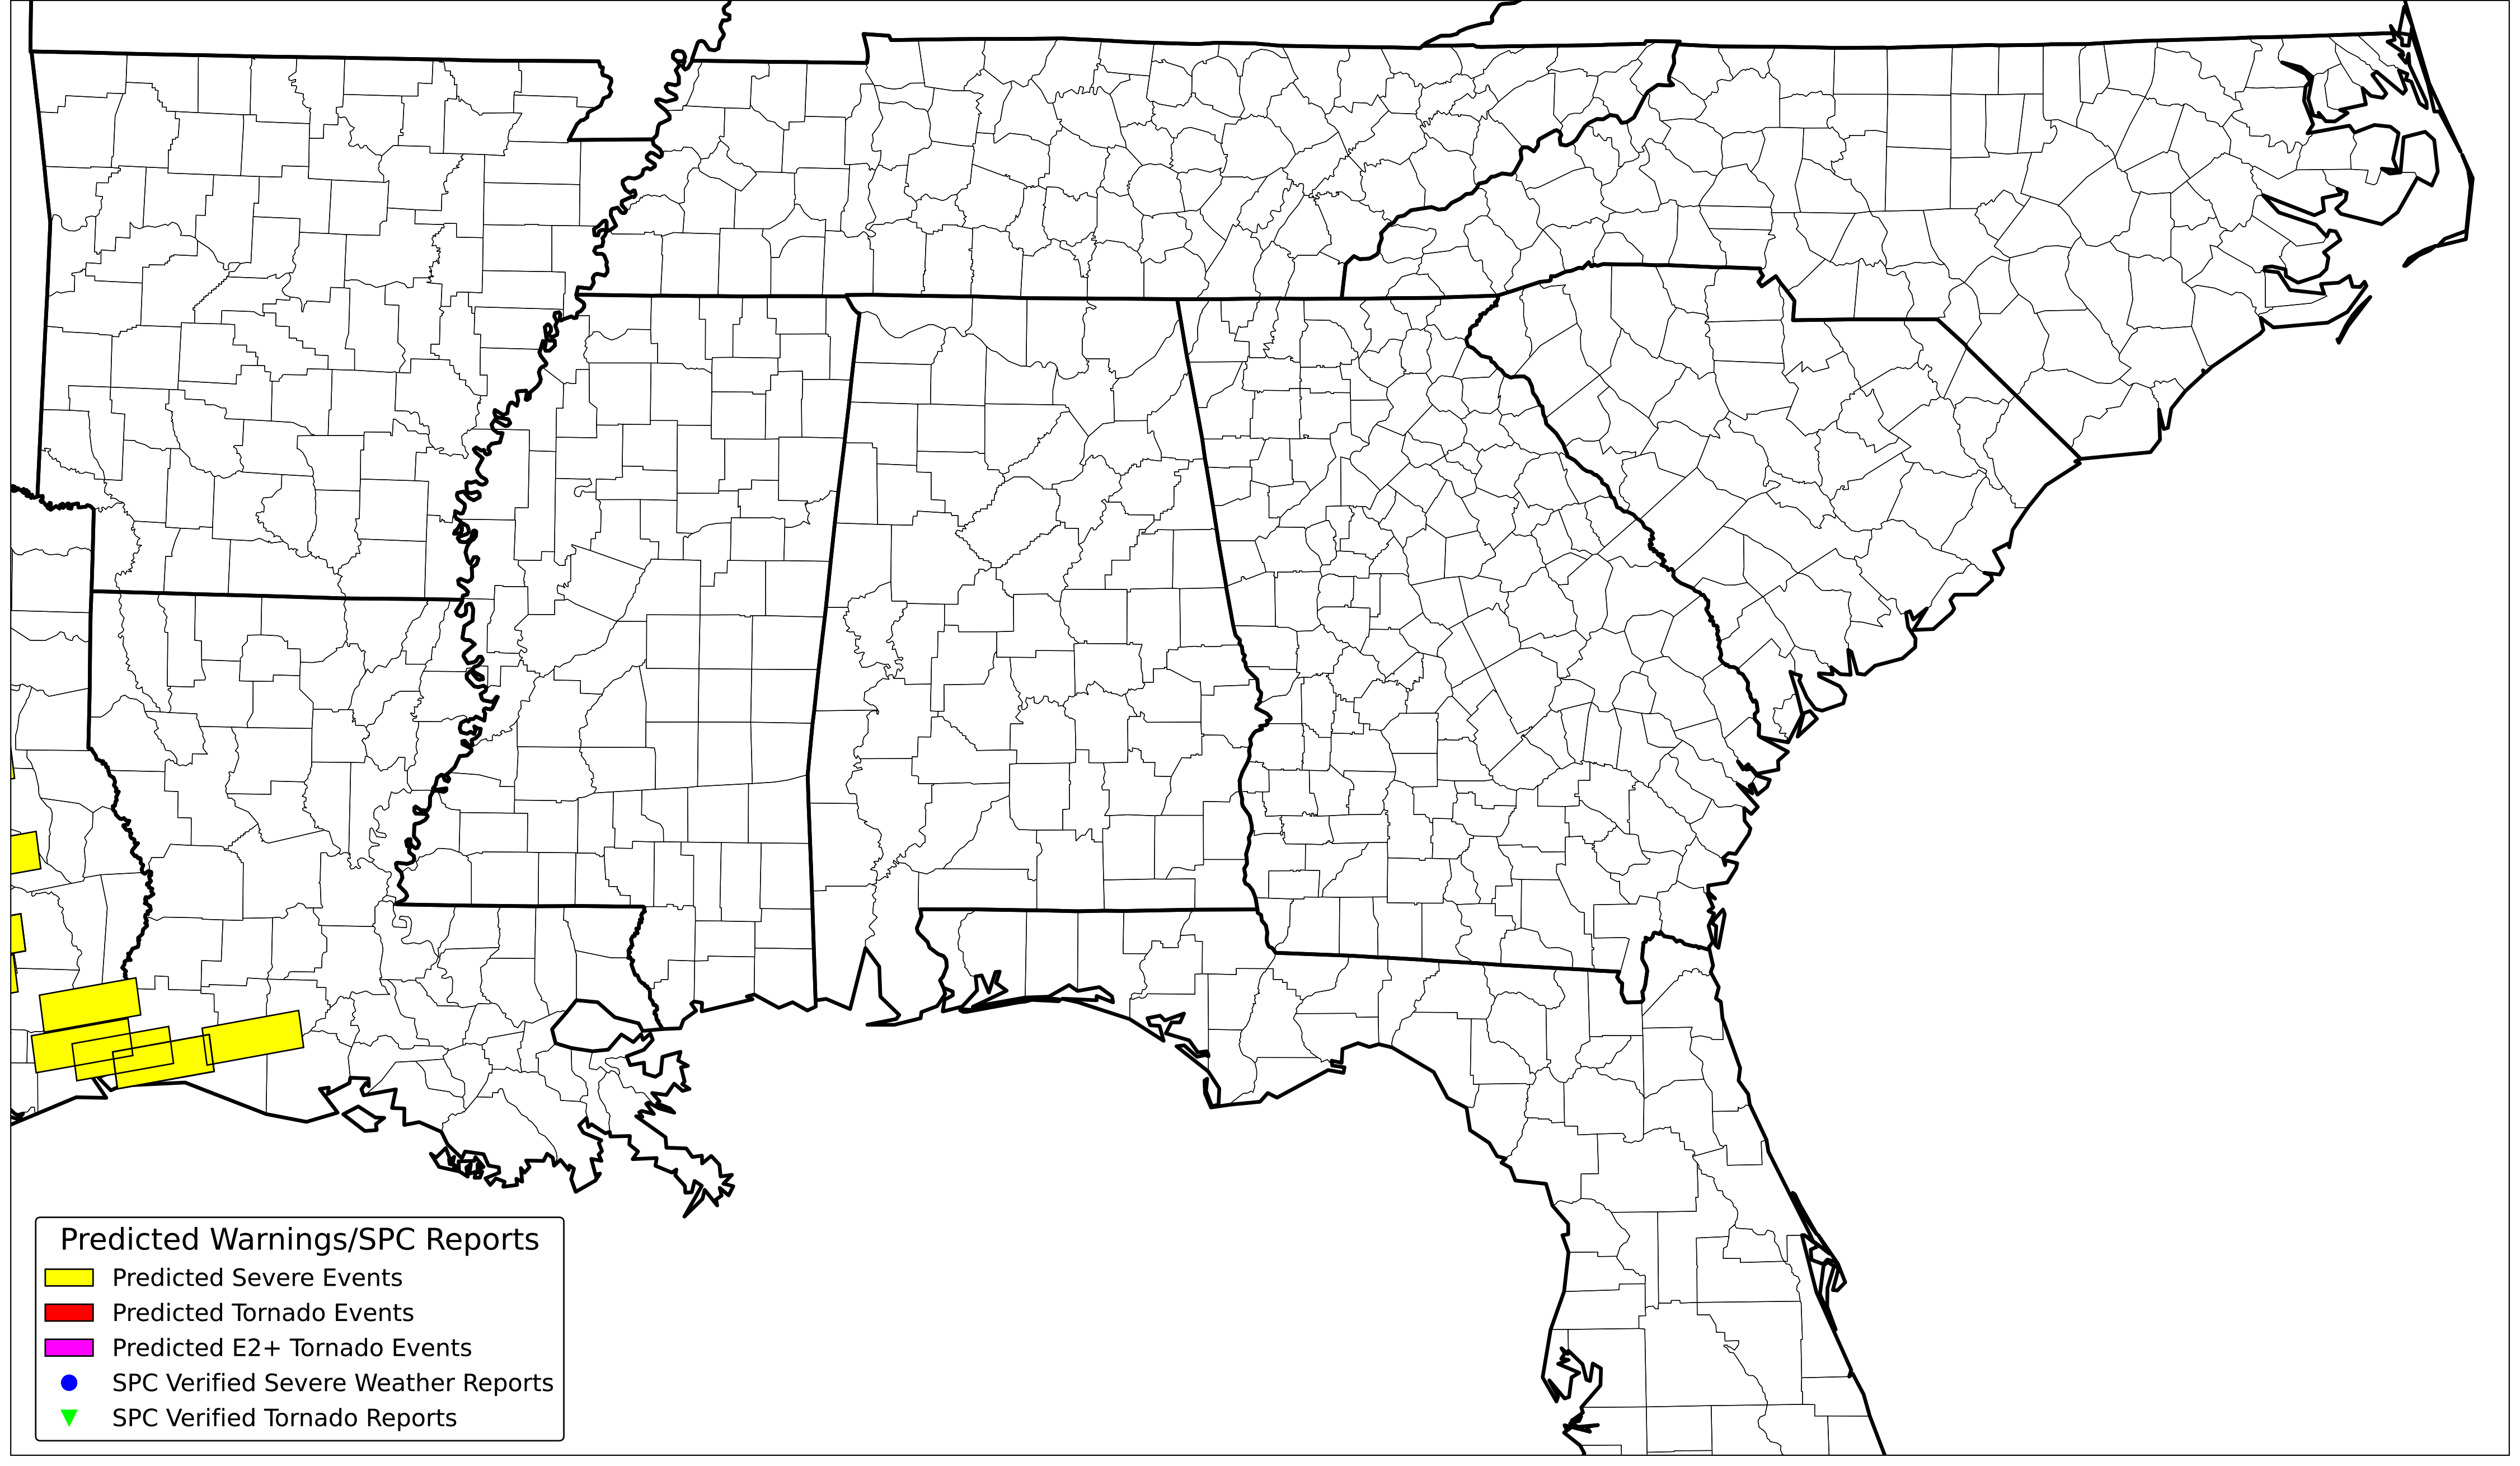 Predicted Warnings/SPC Reports
Predicted Severe Events
Predicted Tornado Events
Predicted E2+ Tornado Events
SPC Verified Severe Weather Reports
SPC Verified Tornado Reports